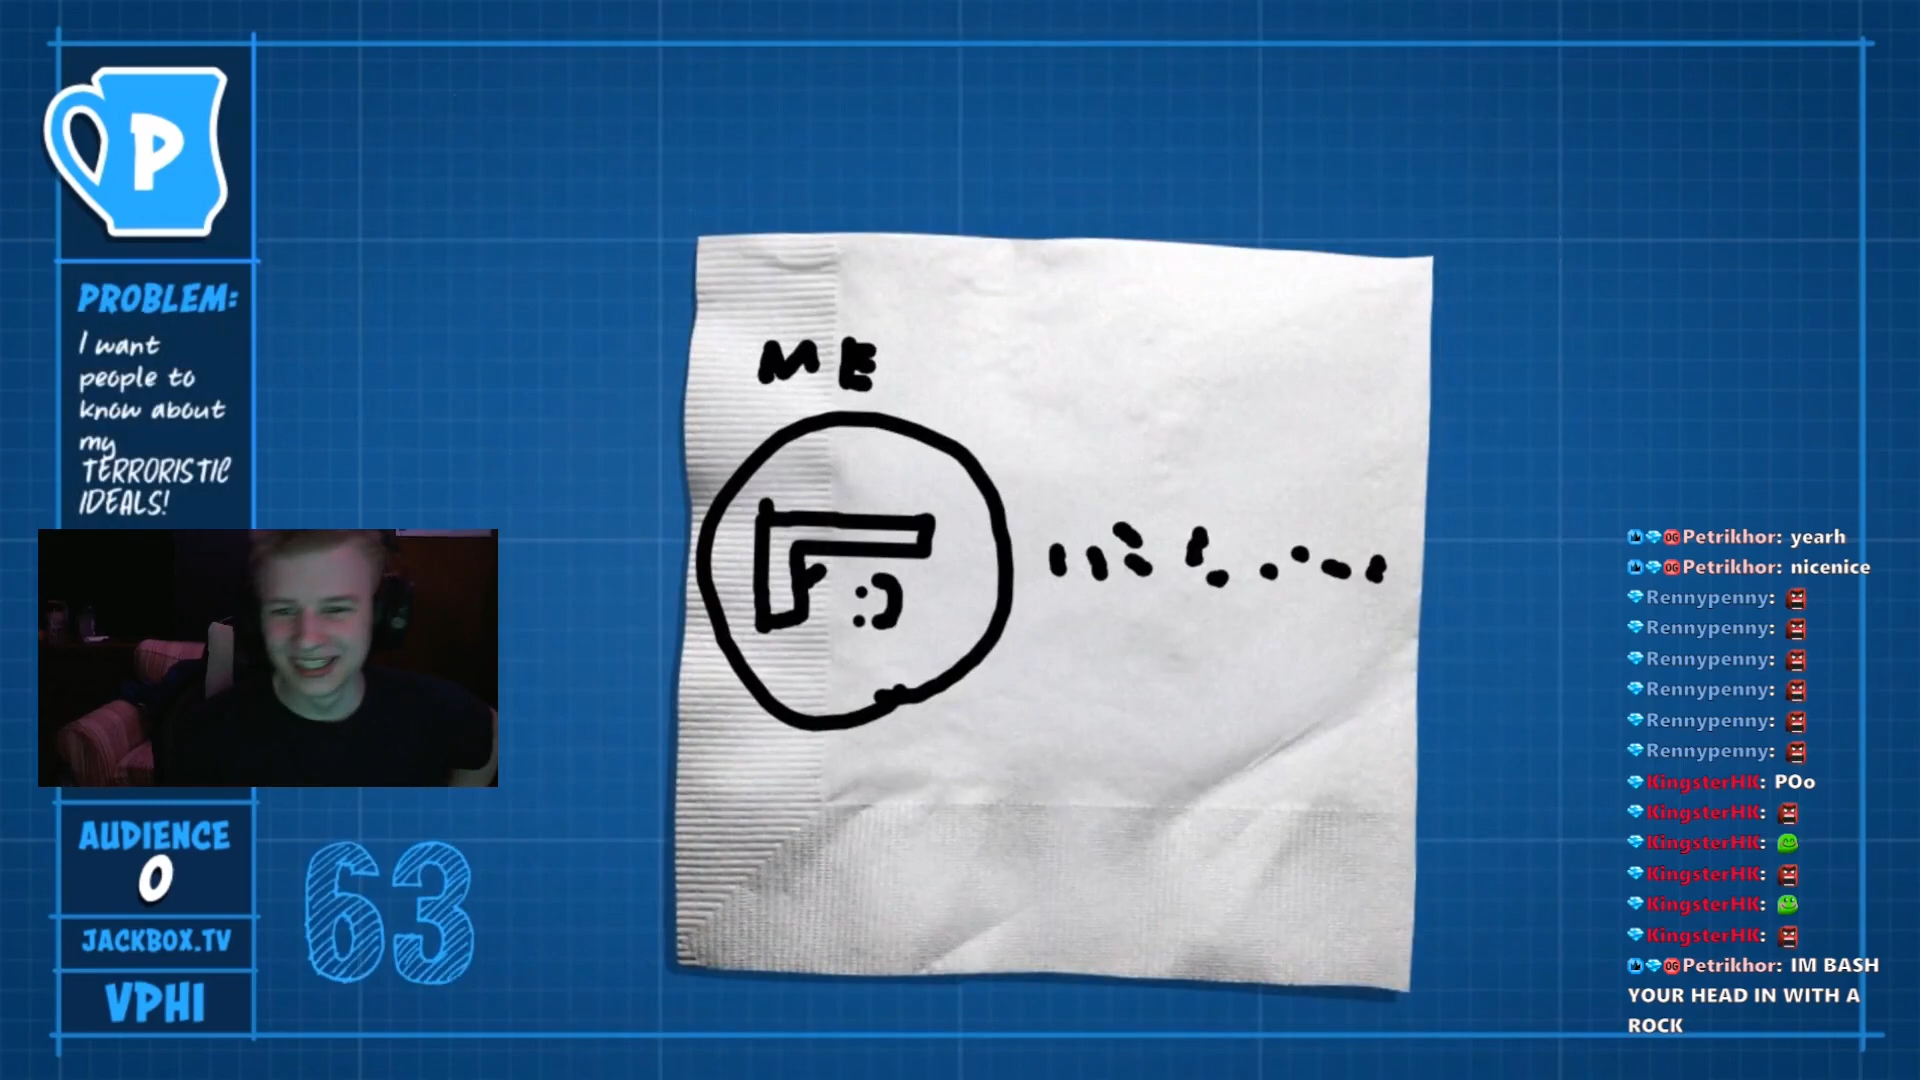 P
PROBLEM:
I want
people to
know about
my
TERRORISTIC
IDEALS!
AUDIENCE
0
JACKBOX.TV
VPHI
63
ME
:)
Petrikhor: yearh
Petrikhor: nicenice
Rennypenny:
Rennypenny:
Rennypenny:
Rennypenny:
Rennypenny:
Rennypenny:
KingsterHK: POo
KingsterHK:
KingsterHK:
KingsterHK:
KingsterHK:
KingsterHK:
Petrikhor: IM BASH
YOUR HEAD IN WITH A
ROCK